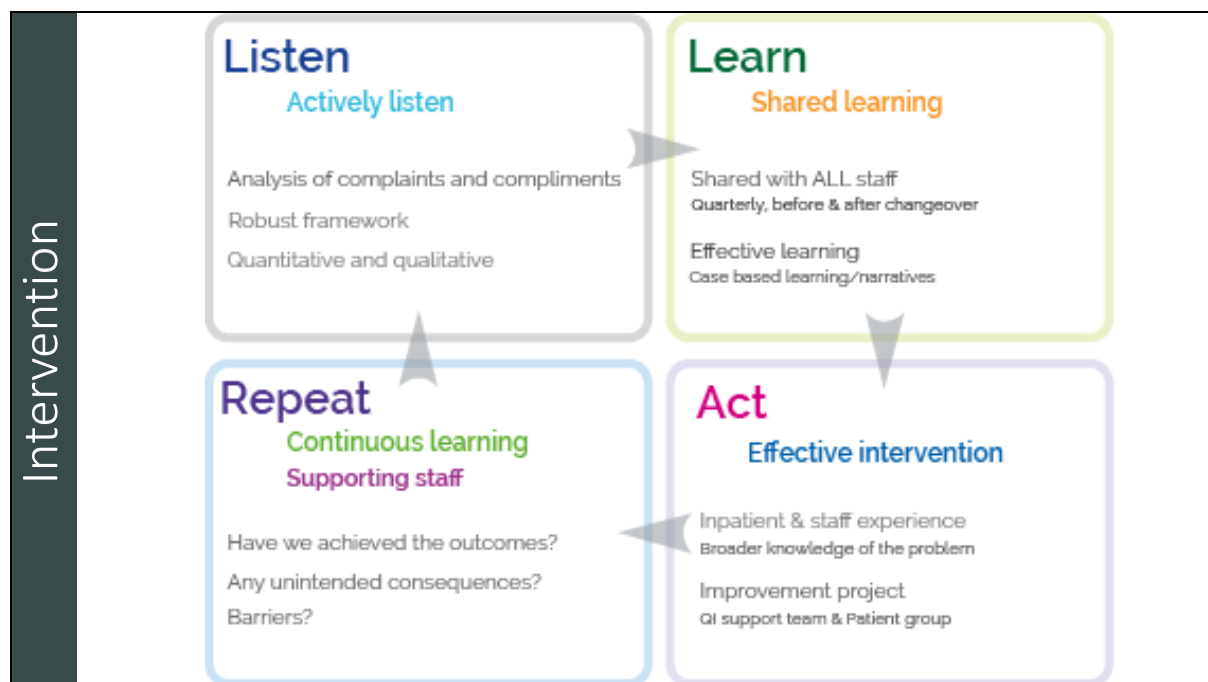 Intervention
Listen
Actively listen
Analysis of complaints and compliments
Robust framework
Quantitative and qualitative
Learn
Shared learning
Shared with ALL staff
Quarterly, before & after changeover
Effective learning
Case based learning/narratives
Act
Effective intervention
Inpatient & staff experience
Broader knowledge of the problem
Improvement project
QI support team & Patient group
Repeat
Continuous learning
Supporting staff
Have we achieved the outcomes?
Any unintended consequences?
Barriers?